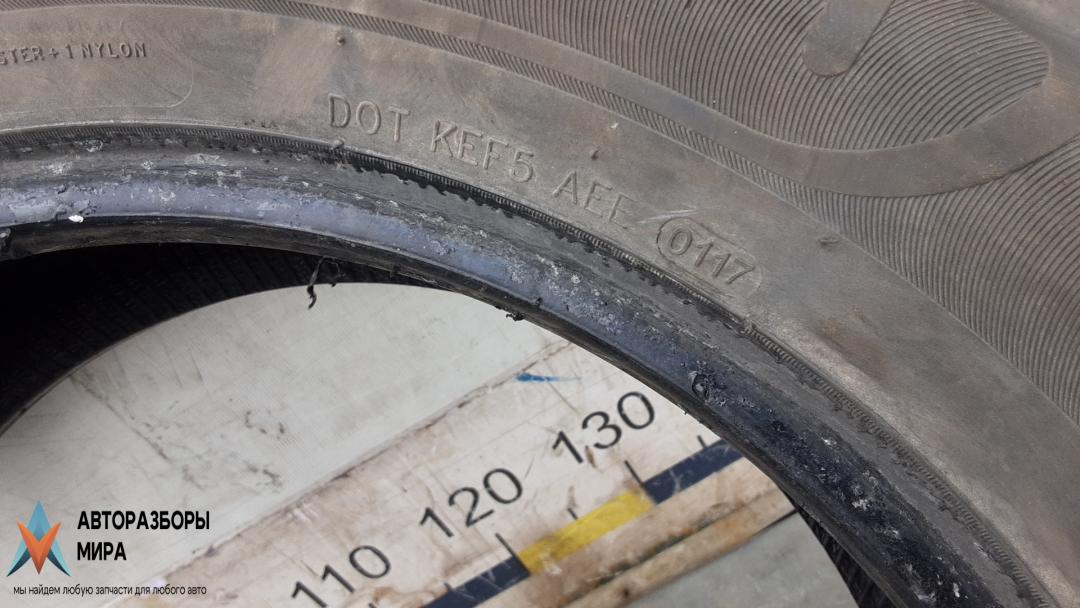 STER + 1 NYLON
DOT KEF5 AEE 0117
130
120
110
АВТОРАЗБОРЫ
МИРА
мы найдем любую запчасти для любого авто